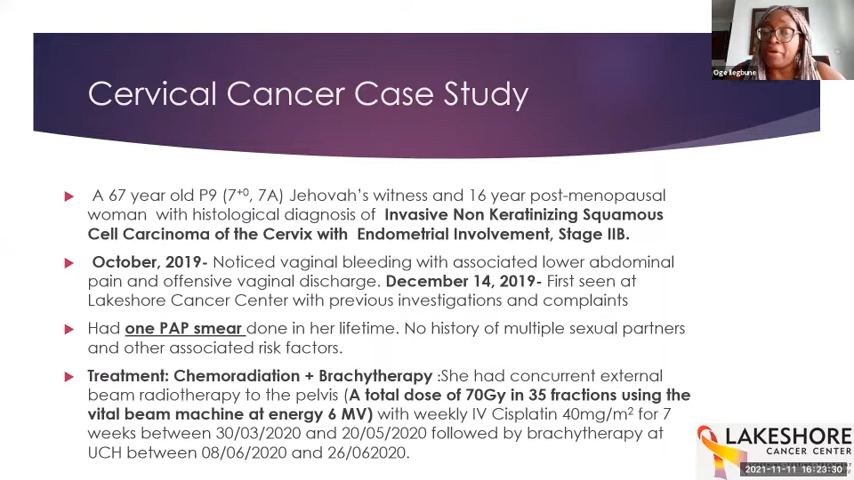 Cervical Cancer Case Study
Oge Ilegbune
A 67 year old P9 (7⁺⁰, 7A) Jehovah's witness and 16 year post-menopausal
woman with histological diagnosis of Invasive Non Keratinizing Squamous
Cell Carcinoma of the Cervix with Endometrial Involvement, Stage IIB.
October, 2019- Noticed vaginal bleeding with associated lower abdominal
pain and offensive vaginal discharge. December 14, 2019- First seen at
Lakeshore Cancer Center with previous investigations and complaints
Had one PAP smear done in her lifetime. No history of multiple sexual partners
and other associated risk factors.
Treatment: Chemoradiation + Brachytherapy :She had concurrent external
beam radiotherapy to the pelvis (A total dose of 70Gy in 35 fractions using the
vital beam machine at energy 6 MV) with weekly IV Cisplatin 40mg/m² for 7
weeks between 30/03/2020 and 20/05/2020 followed by brachytherapy at
UCH between 08/06/2020 and 26/062020.
LAKESHORE
CANCER CENTER
2021-11-11 16:23:30